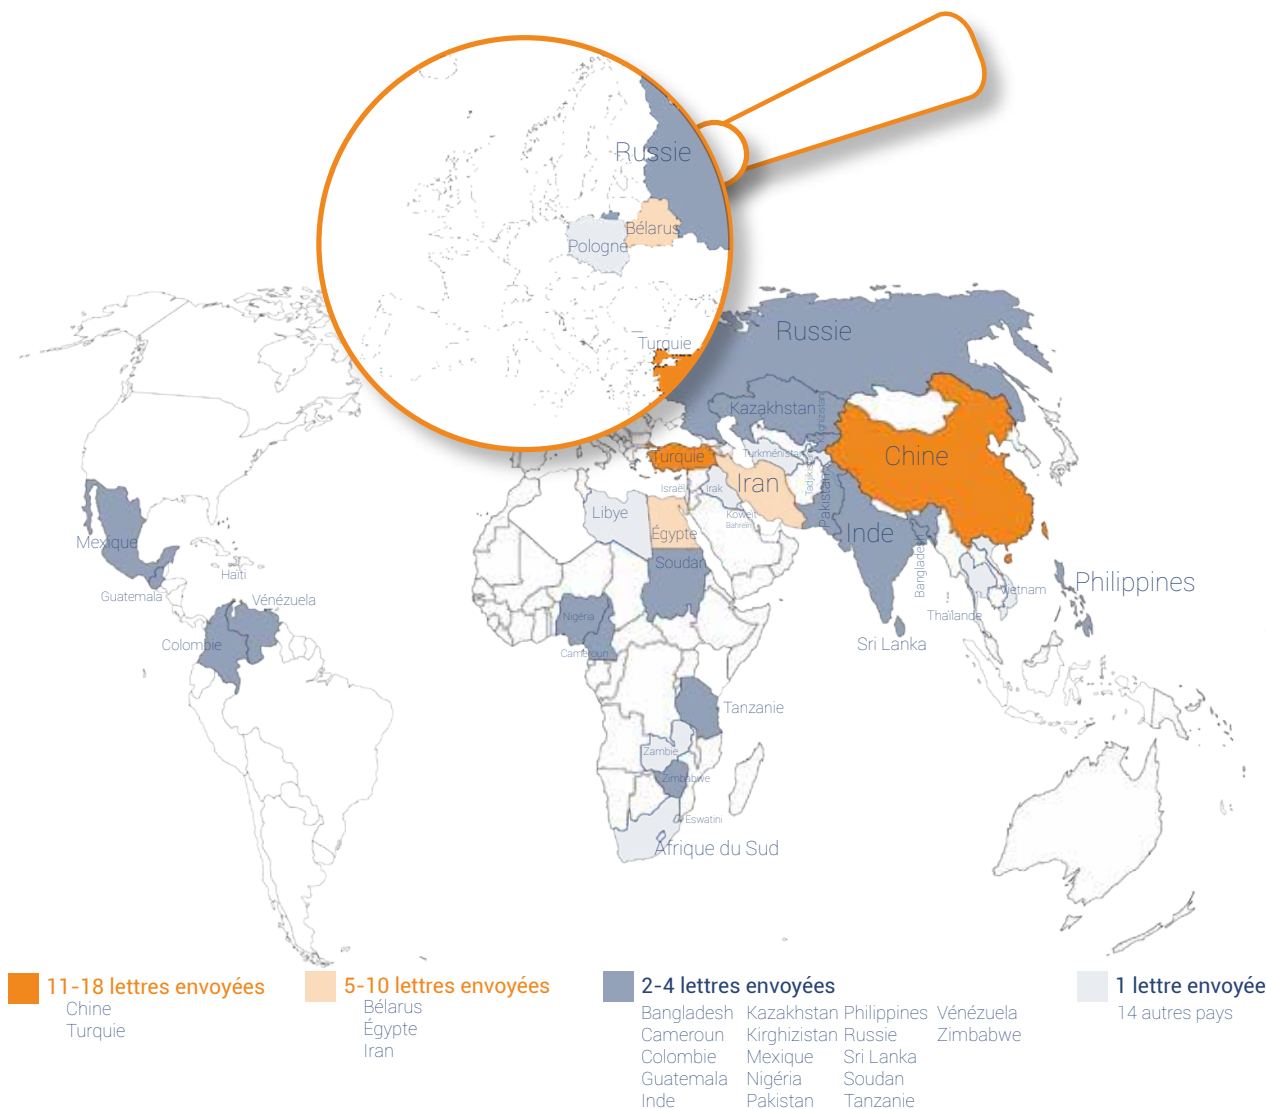 Russie
Bélarus
Pologne
Turquie
Russie
Kazakhstan
Kirghizistan
Chine
Turquie
Turkménistan
Tadjikistan
Iran
Pakistan
Israël
Irak
Koweït
Bahreïn
Libye
Égypte
Inde
Bangladesh
Mexique
Soudan
Haïti
Philippines
Guatemala
Vénézuela
Vietnam
Nigéria
Thaïlande
Colombie
Cameroun
Sri Lanka
Tanzanie
Zambie
Zimbabwe
Eswatini
Afrique du Sud
11-18 lettres envoyées
Chine
Turquie
5-10 lettres envoyées
Bélarus
Égypte
Iran
2-4 lettres envoyées
Bangladesh Kazakhstan Philippines Vénézuela
Cameroun Kirghizistan Russie Zimbabwe
Colombie Mexique Sri Lanka
Guatemala Nigéria Soudan
Inde Pakistan Tanzanie
1 lettre envoyée
14 autres pays